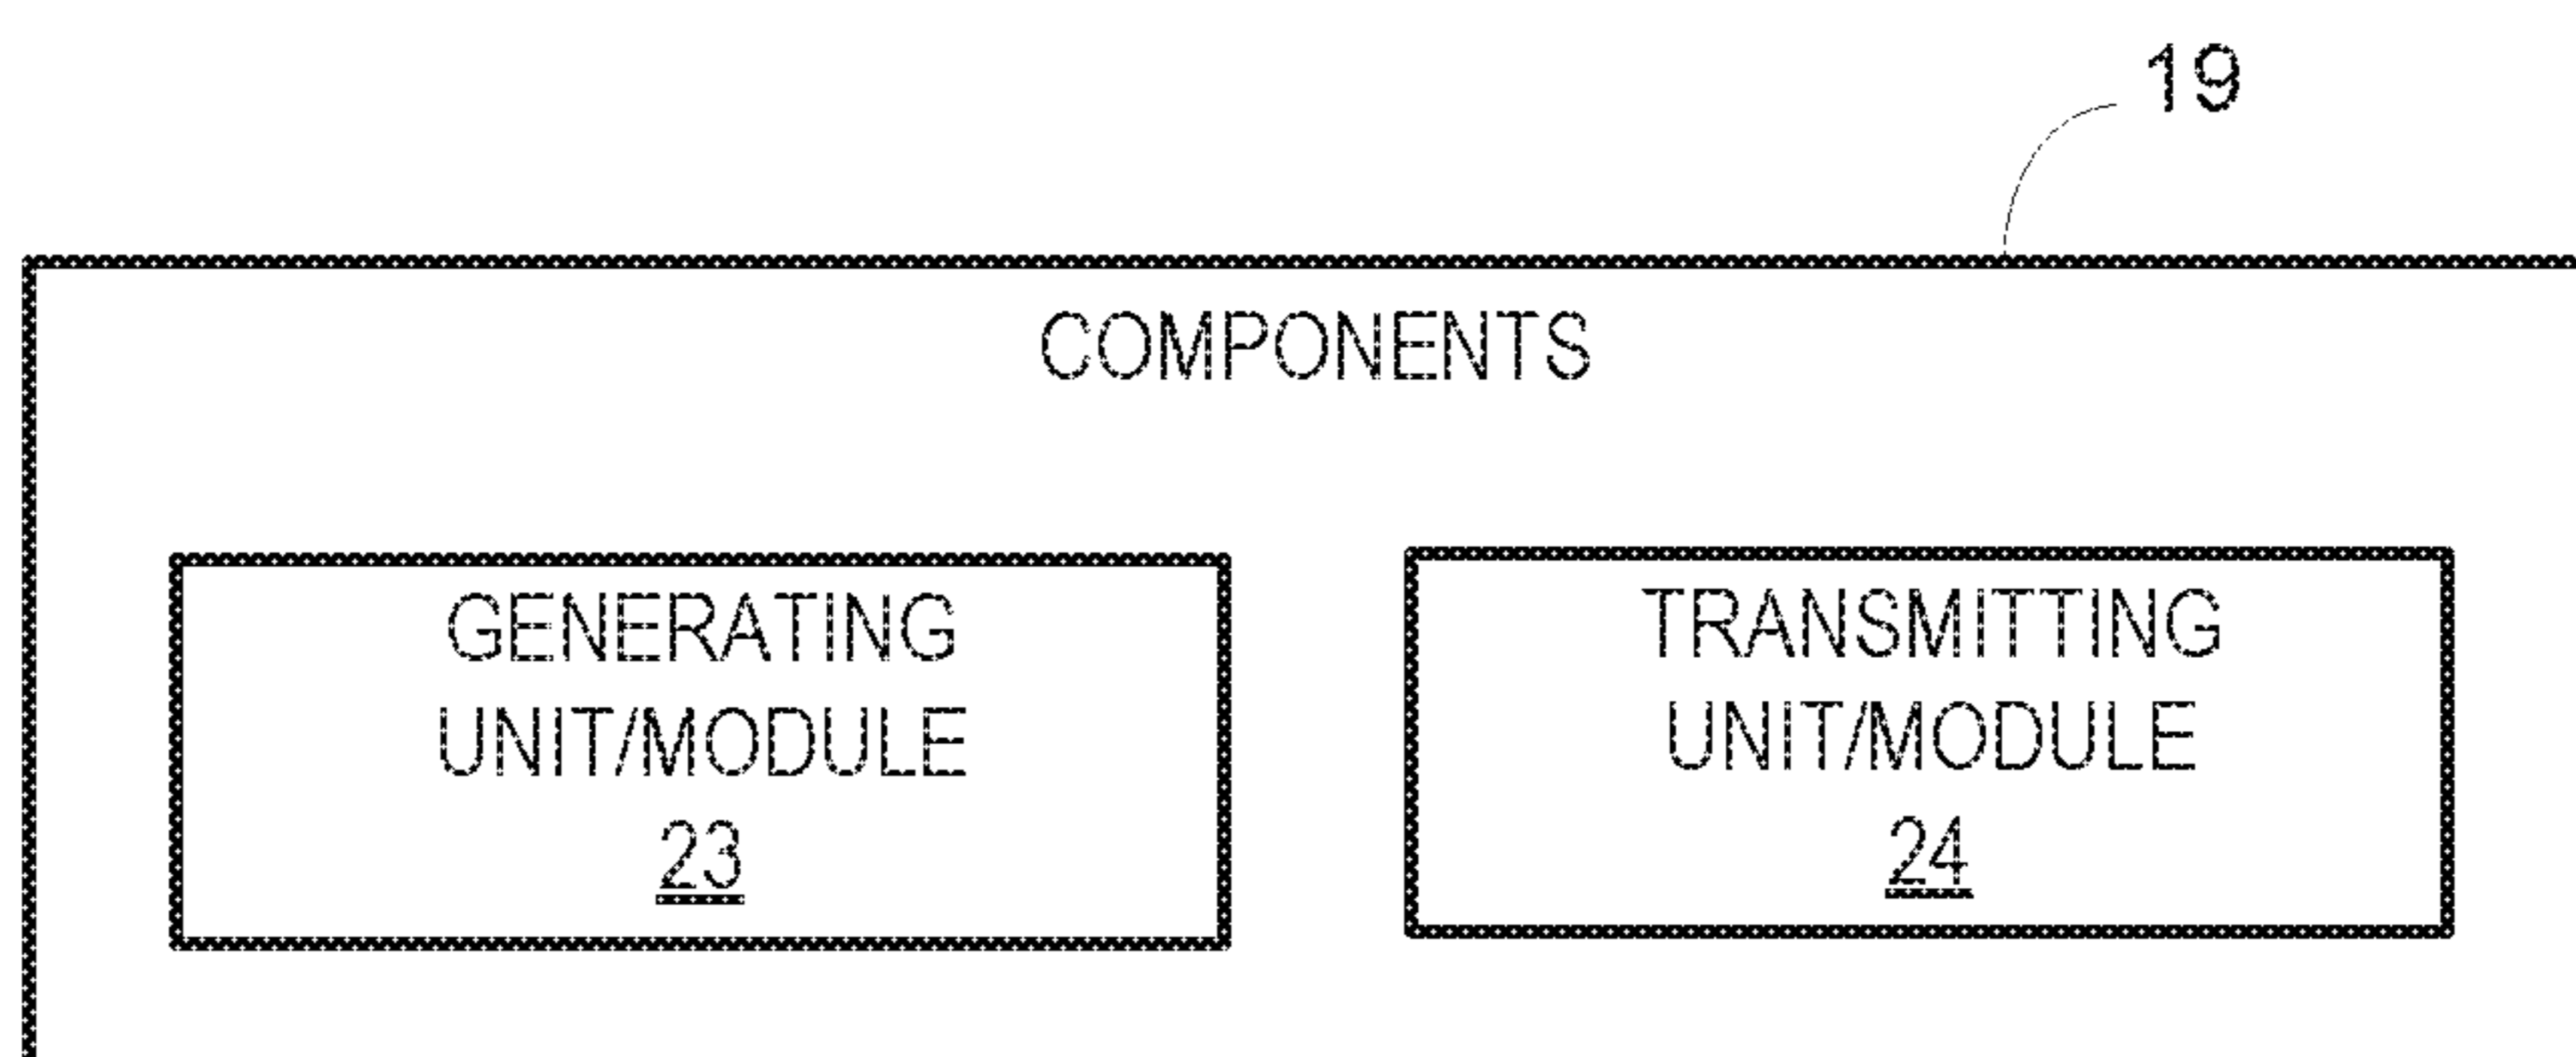 19
COMPONENTS
GENERATING
UNIT/MODULE
23
TRANSMITTING
UNIT/MODULE
24